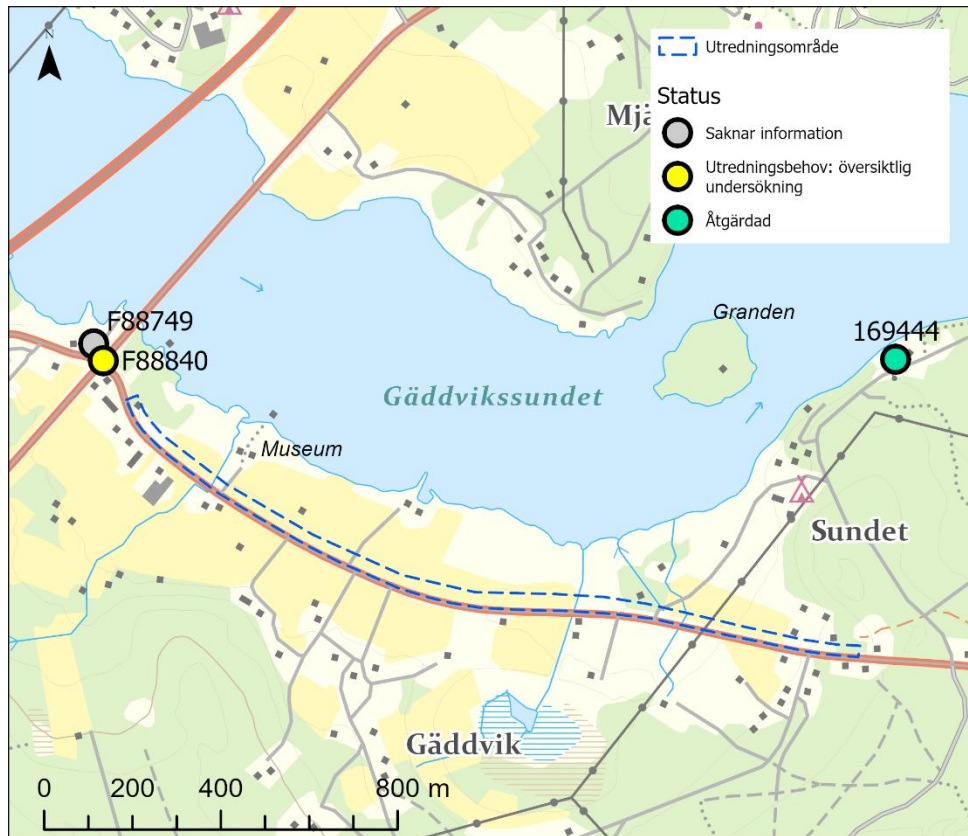 N
Utredningsområde
Status
Saknar information
Utredningsbehov: översiktlig
undersökning
Åtgärdad
Granden
169444
F88749
F88840
Gäddvikssundet
Museum
Sundet
Gäddvik
0 200 400 800 m